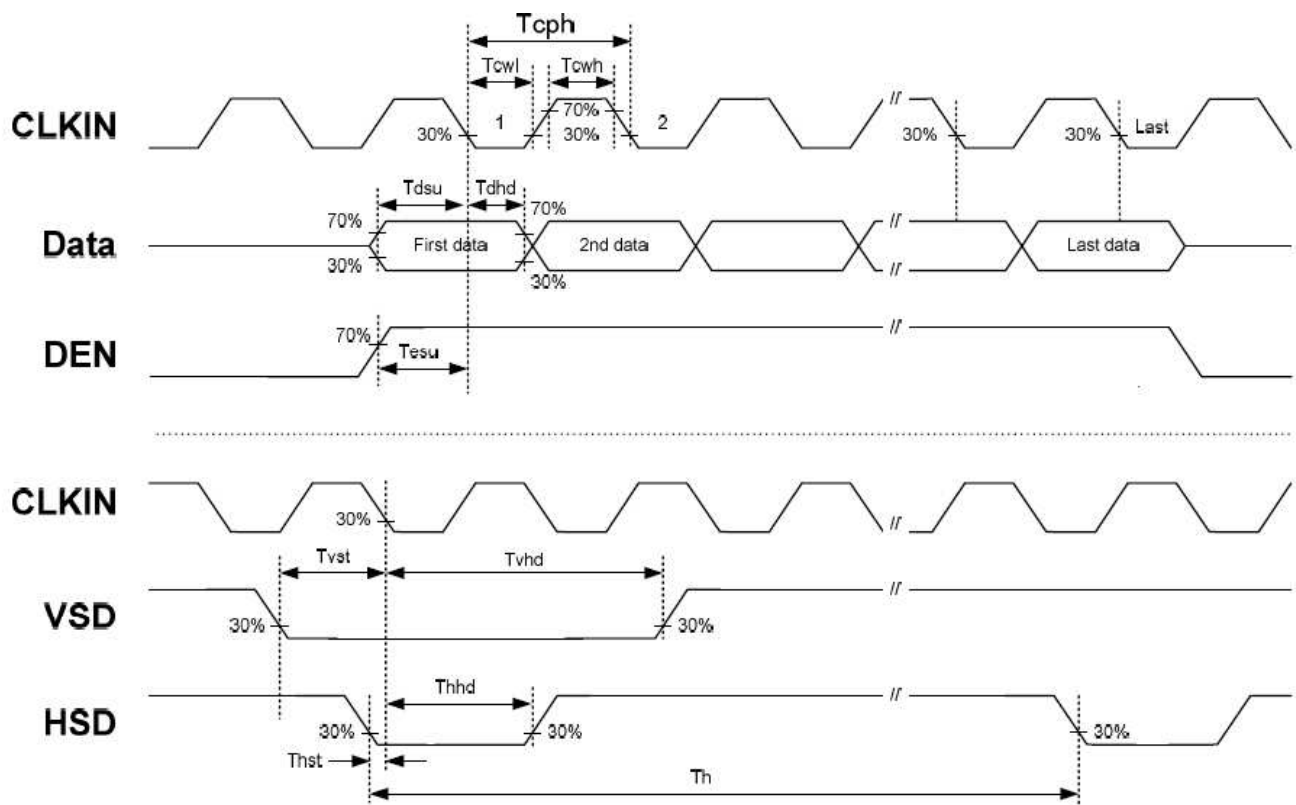 Tcph
Tcwl Tcwh
CLKIN 30% 1 70% 30% 2 // 30% 30% Last
Tdsu Tdhd
70% 70%
Data First data 2nd data // // Last data
30% 30%
DEN 70% Tesu //
CLKIN 30% //
Tvst Tvhd
VSD 30% 30% //
Thhd
HSD 30% 30% // 30%
Thst
Th